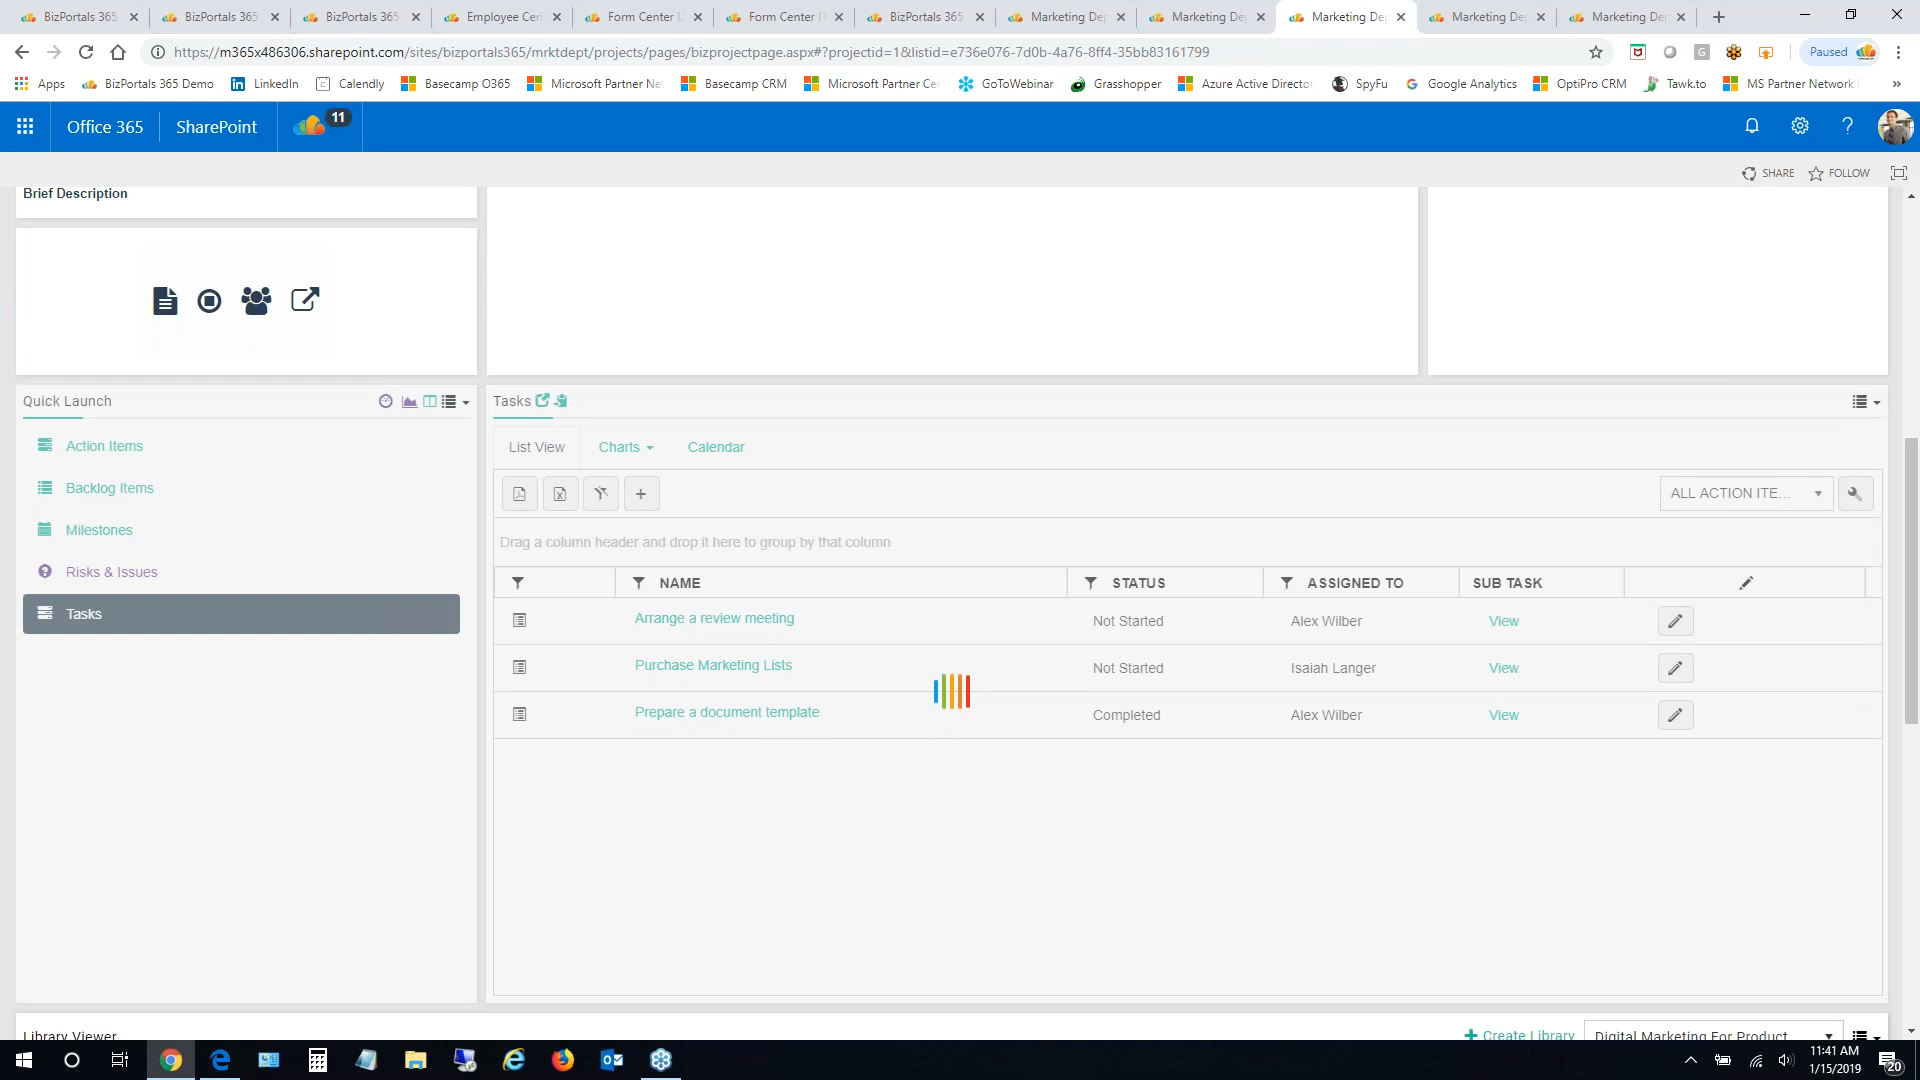 BizPortals 365
BizPortals 365
BizPortals 365
Employee Cen
Form Center L
Form Center IT
BizPortals 365
Marketing Dep
Marketing Dep
Marketing Dep
Marketing Dep
Marketing Dep
https://m365x486306.sharepoint.com/sites/bizportals365/mrktdept/projects/pages/bizprojectpage.aspx#?projectid=1&listid=e736e076-7d0b-4a76-8ff4-35bb83161799
Paused
Apps
BizPortals 365 Demo
LinkedIn
Calendly
Basecamp O365
Microsoft Partner Ne
Basecamp CRM
Microsoft Partner Ce
GoToWebinar
Grasshopper
Azure Active Director
SpyFu
Google Analytics
OptiPro CRM
Tawk.to
MS Partner Network
»
Office 365
SharePoint
11
SHARE
FOLLOW
Brief Description
Quick Launch
Action Items
Backlog Items
Milestones
Risks & Issues
Tasks
Tasks
List View
Charts
Calendar
ALL ACTION ITE...
Drag a column header and drop it here to group by that column
NAME STATUS ASSIGNED TO SUB TASK
Arrange a review meeting Not Started Alex Wilber View
Purchase Marketing Lists Not Started Isaiah Langer View
Prepare a document template Completed Alex Wilber View
Library Viewer
Create Library
Digital Marketing For Product
11:41 AM
1/15/2019
20